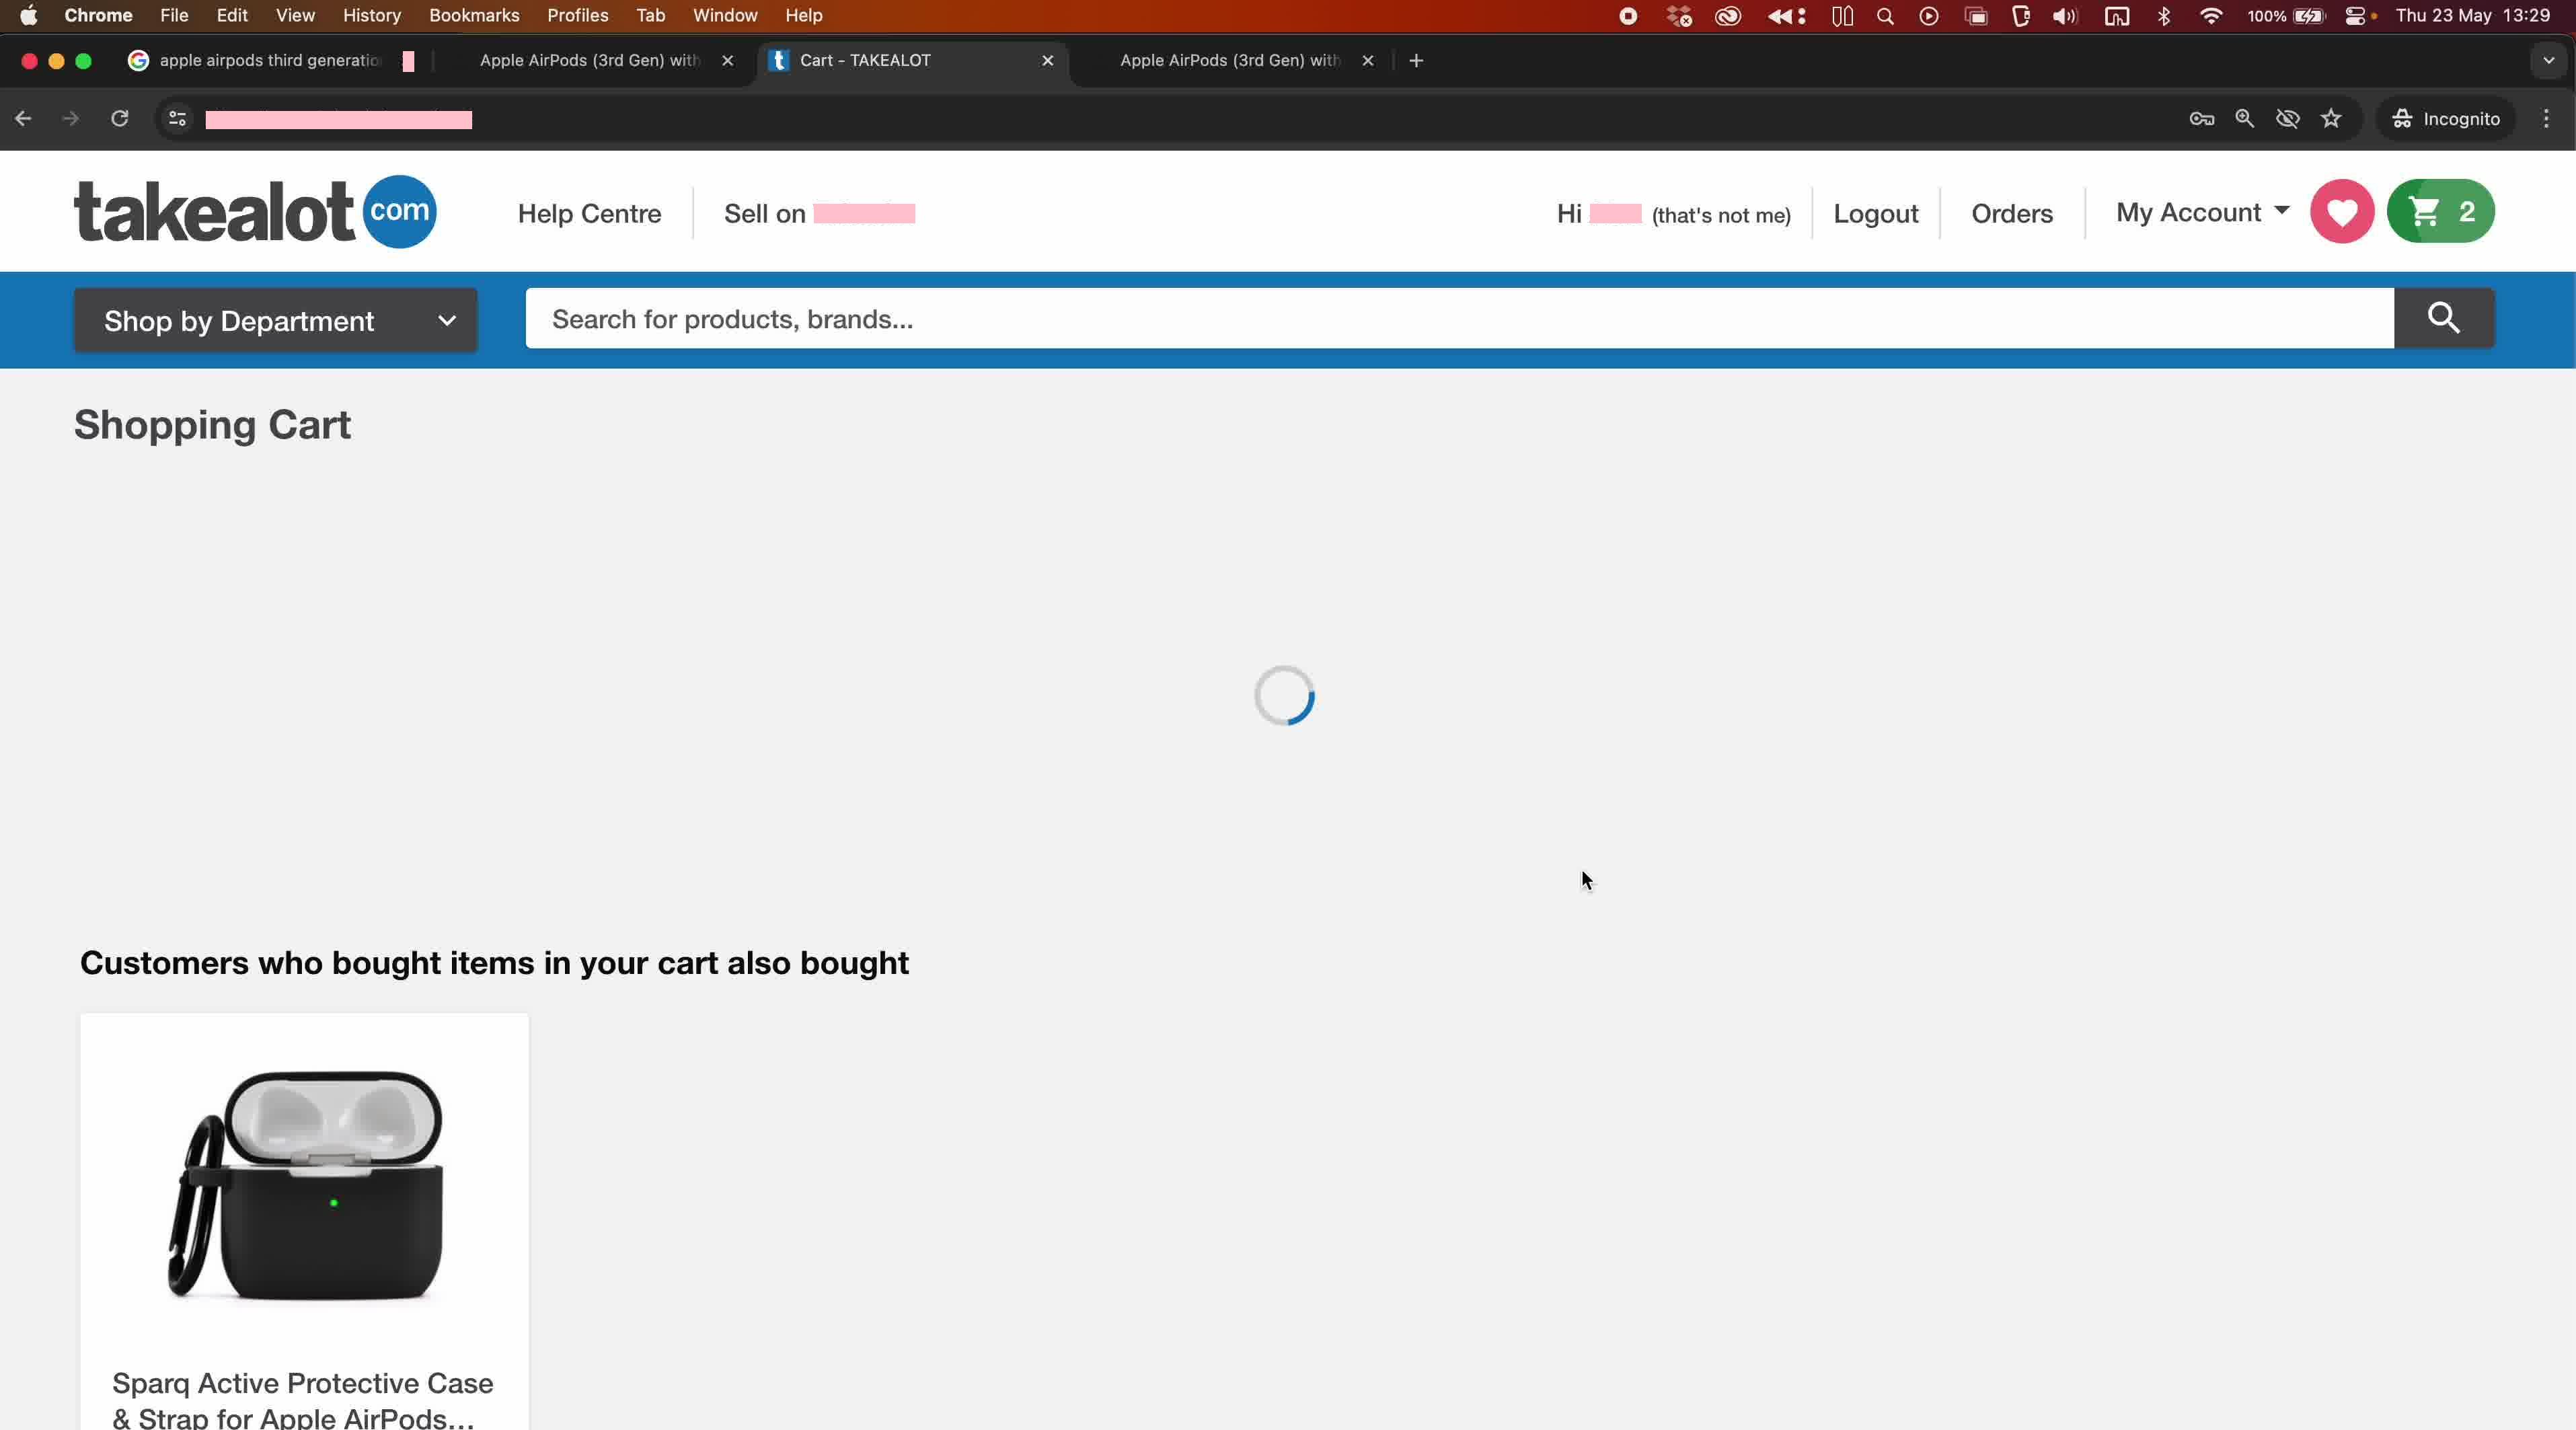 Chrome File Edit View History Bookmarks Profiles Tab Window Help 100% Thu 23 May 13:29
apple airpods third generatio Apple AirPods (3rd Gen) with Cart - TAKEALOT Apple AirPods (3rd Gen) with
Incognito
takealot com Help Centre Sell on Hi (that's not me) Logout Orders My Account 2
Shop by Department Search for products, brands...
Shopping Cart
Customers who bought items in your cart also bought
Sparq Active Protective Case
& Strap for Apple AirPods...